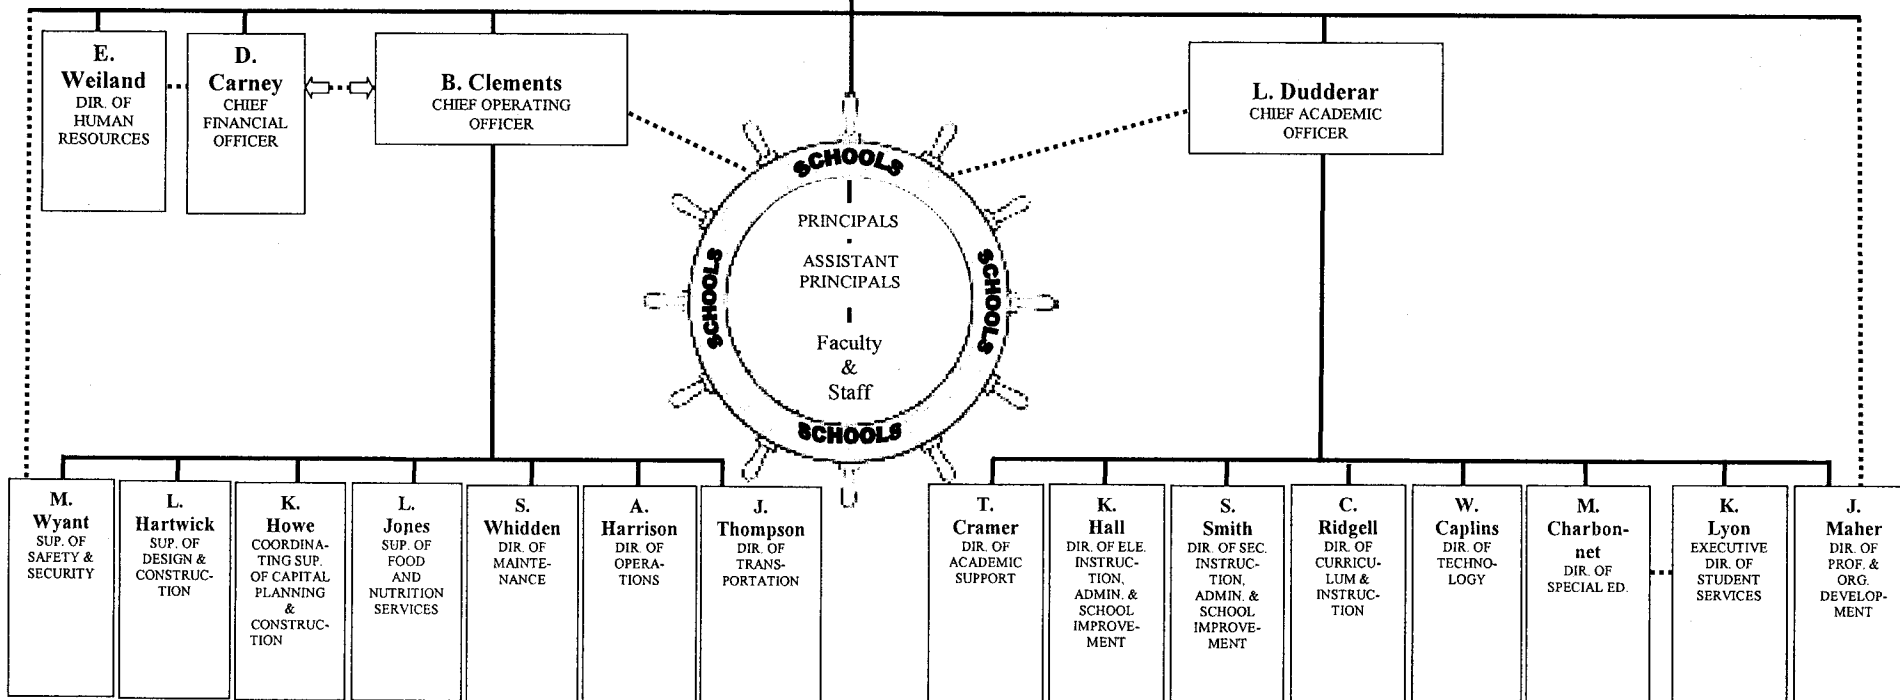 E.
Weiland
DIR. OF
HUMAN
RESOURCES
D.
Carney
CHIEF
FINANCIAL
OFFICER
B. Clements
CHIEF OPERATING
OFFICER
L. Dudderar
CHIEF ACADEMIC
OFFICER
SCHOOLS
SCHOOLS
SCHOOLS
PRINCIPALS
ASSISTANT
PRINCIPALS
Faculty
&
Staff
SCHOOLS
M.
Wyant
SUP. OF
SAFETY &
SECURITY
L.
Hartwick
SUP. OF
DESIGN &
CONSTRUC-
TION
K.
Howe
COORDINA-
TING SUP.
OF CAPITAL
PLANNING
&
CONSTRUC-
TION
L.
Jones
SUP. OF
FOOD
AND
NUTRITION
SERVICES
S.
Whidden
DIR. OF
MAINTE-
NANCE
A.
Harrison
DIR. OF
OPERA-
TIONS
J.
Thompson
DIR. OF
TRANS-
PORTATION
T.
Cramer
DIR. OF
ACADEMIC
SUPPORT
K.
Hall
DIR. OF ELE.
INSTRUC-
TION,
ADMIN. &
SCHOOL
IMPROVE-
MENT
S.
Smith
DIR. OF SEC.
INSTRUC-
TION,
ADMIN. &
SCHOOL
IMPROVE-
MENT
C.
Ridgell
DIR. OF
CURRICU-
LUM &
INSTRUC-
TION
W.
Caplins
DIR. OF
TECHNO-
LOGY
M.
Charbon-
net
DIR. OF
SPECIAL ED.
K.
Lyon
EXECUTIVE
DIR. OF
STUDENT
SERVICES
J.
Maher
DIR. OF
PROF. &
ORG.
DEVELOP-
MENT